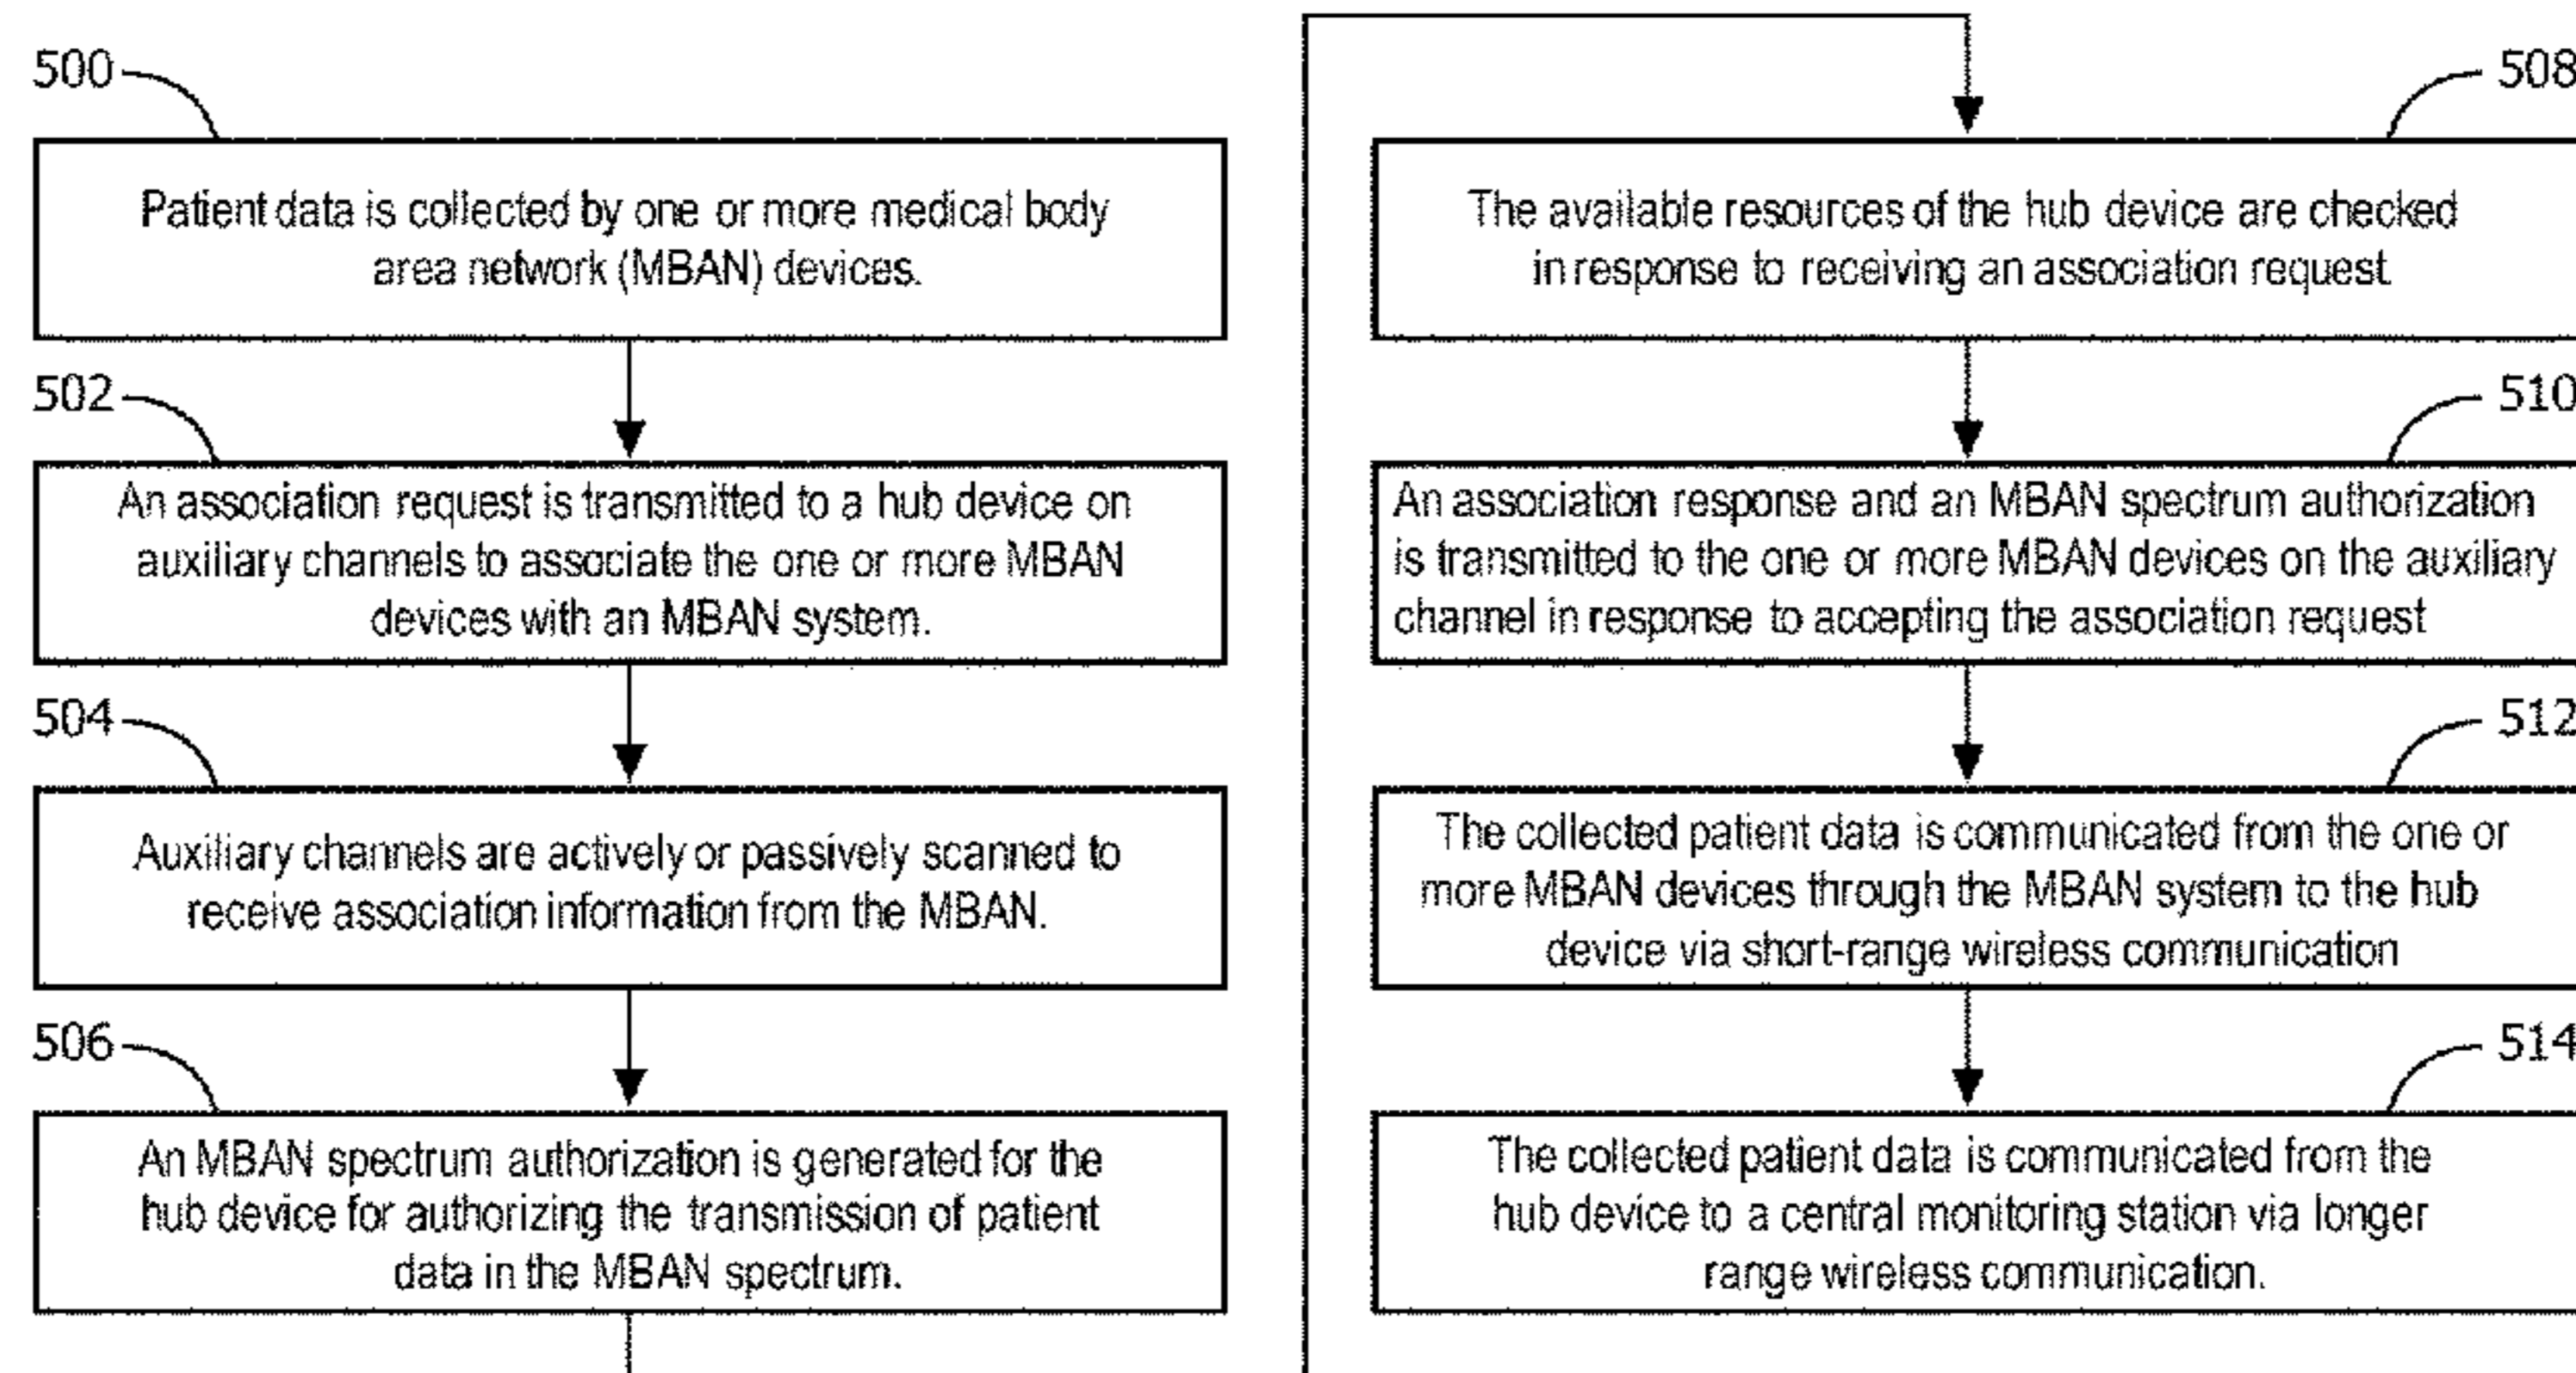 500
Patient data is collected by one or more medical body
area network (MBAN) devices.
502
An association request is transmitted to a hub device on
auxiliary channels to associate the one or more MBAN
devices with an MBAN system.
504
Auxiliary channels are actively or passively scanned to
receive association information from the MBAN.
506
An MBAN spectrum authorization is generated for the
hub device for authorizing the transmission of patient
data in the MBAN spectrum.
508
The available resources of the hub device are checked
in response to receiving an association request
510
An association response and an MBAN spectrum authorization
is transmitted to the one or more MBAN devices on the auxiliary
channel in response to accepting the association request
512
The collected patient data is communicated from the one or
more MBAN devices through the MBAN system to the hub
device via short-range wireless communication
514
The collected patient data is communicated from the
hub device to a central monitoring station via longer
range wireless communication.